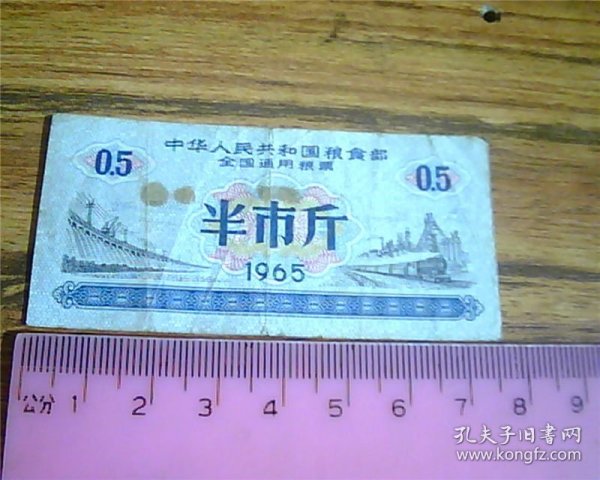 中华人民共和国粮食部
全国通用粮票
0.5
0.5
半市斤
1965
公分 1 2 3 4 5 6 7 8 9
孔夫子旧书网
www.kongfz.com